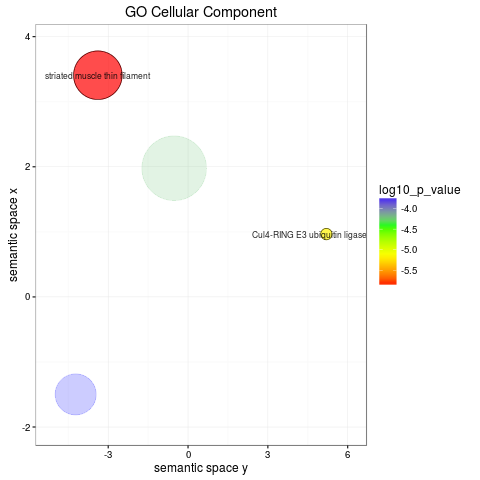 GO Cellular Component
4
striated muscle thin filament
2
Cul4-RING E3 ubiquitin ligase
0
-2
-3
0
3
6
semantic space x
semantic space y
log10_p_value
-4.0
-4.5
-5.0
-5.5